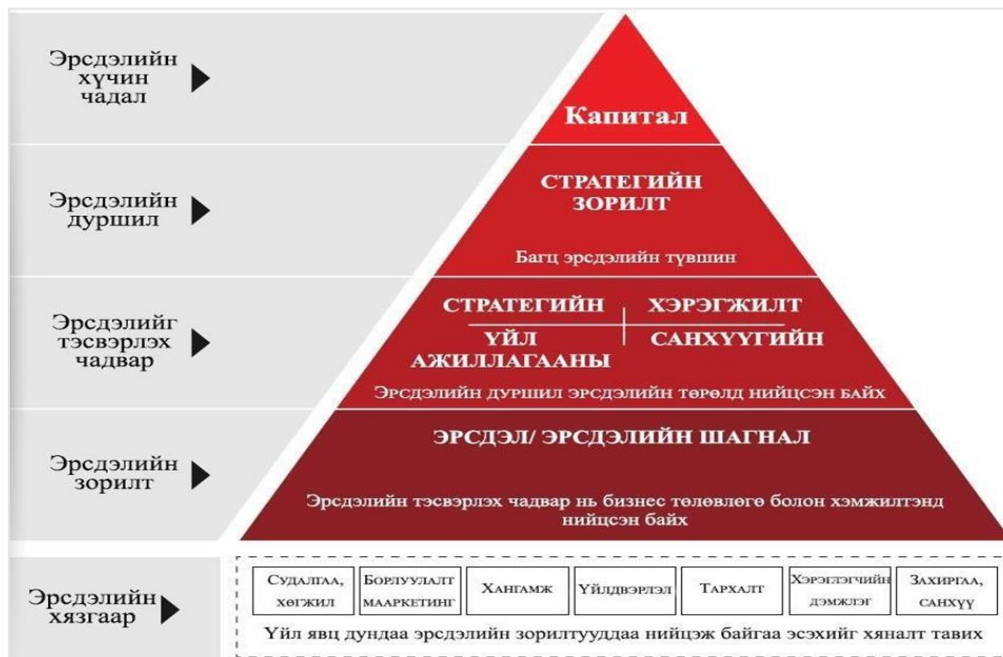 Эрсдэлийн
хүчин
чадал
Капитал
Эрсдэлийн
дуршил
СТРАТЕГИЙН
ЗОРИЛТ
Багц эрсдэлийн түвшин
Эрсдэлийг
тэсвэрлэх
чадвар
СТРАТЕГИЙН
ХЭРЭГЖИЛТ
ҮЙЛ
АЖИЛЛАГААНЫ
САНХҮҮГИЙН
ЭРСДЭЛИЙН ДУРШИЛ ЭРСДЭЛИЙН ТӨРӨЛД НИЙЦСЭН БАЙХ
Эрсдэлийн
зорилт
ЭРСДЭЛ/ ЭРСДЭЛИЙН ШАГНАЛ
Эрсдэлийн тэсвэрлэх чадвар нь бизнес төлөвлөгө болон хэмжилтэнд
нийцсэн байх
Эрсдэлийн
хязгаар
СУДАЛГАА,
ХӨГЖИЛ
БОРЛУУЛАЛТ
МААРКЕТИНГ
ХАНГАМЖ
ҮЙЛДВЭРЛЭЛ
ТАРХАЛТ
ХЭРЭГЛЭГЧИЙН
ДЭМЖЛЭГ
ЗАХИРГАА,
САНХҮҮ
Үйл явц дундаа эрсдэлийн зорилтууддаа нийцэж байгаа эсэхийг хяналт тавих